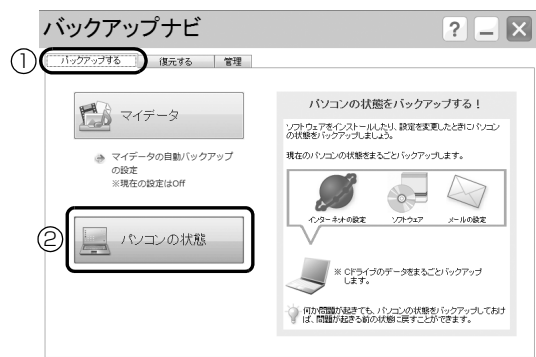 バックアップナビ
?
①
バックアップする
復元する
管理
マイデータ
マイデータの自動バックアップ
の設定
※現在の設定はOff
②
パソコンの状態
パソコンの状態をバックアップする！
ソフトウェアをインストールしたり、設定を変更したときにパソコン
の状態をバックアップしましょう。
現在のパソコンの状態をまるごとバックアップします。
インターネットの設定
ソフトウェア
メールの設定
※ Cドライブのデータをまるごとバックアップ
します。
何か問題が起きても、パソコンの状態をバックアップしておけ
ば、問題が起きる前の状態に戻すことができます。